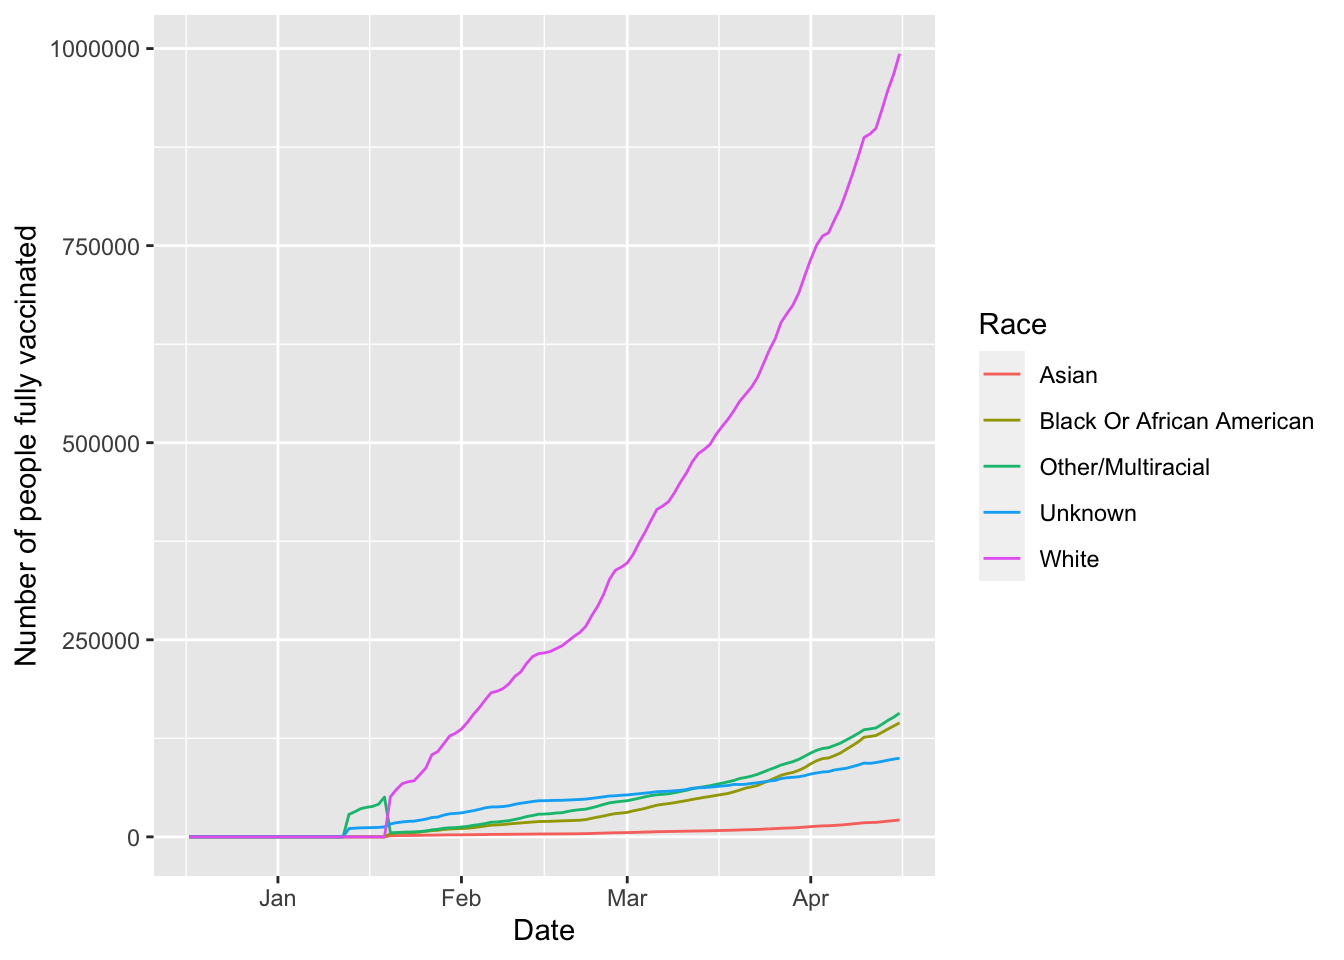 1000000
750000
500000
250000
0
Number of people fully vaccinated
Jan Feb Mar Apr
Date
Race
Asian
Black Or African American
Other/Multiracial
Unknown
White